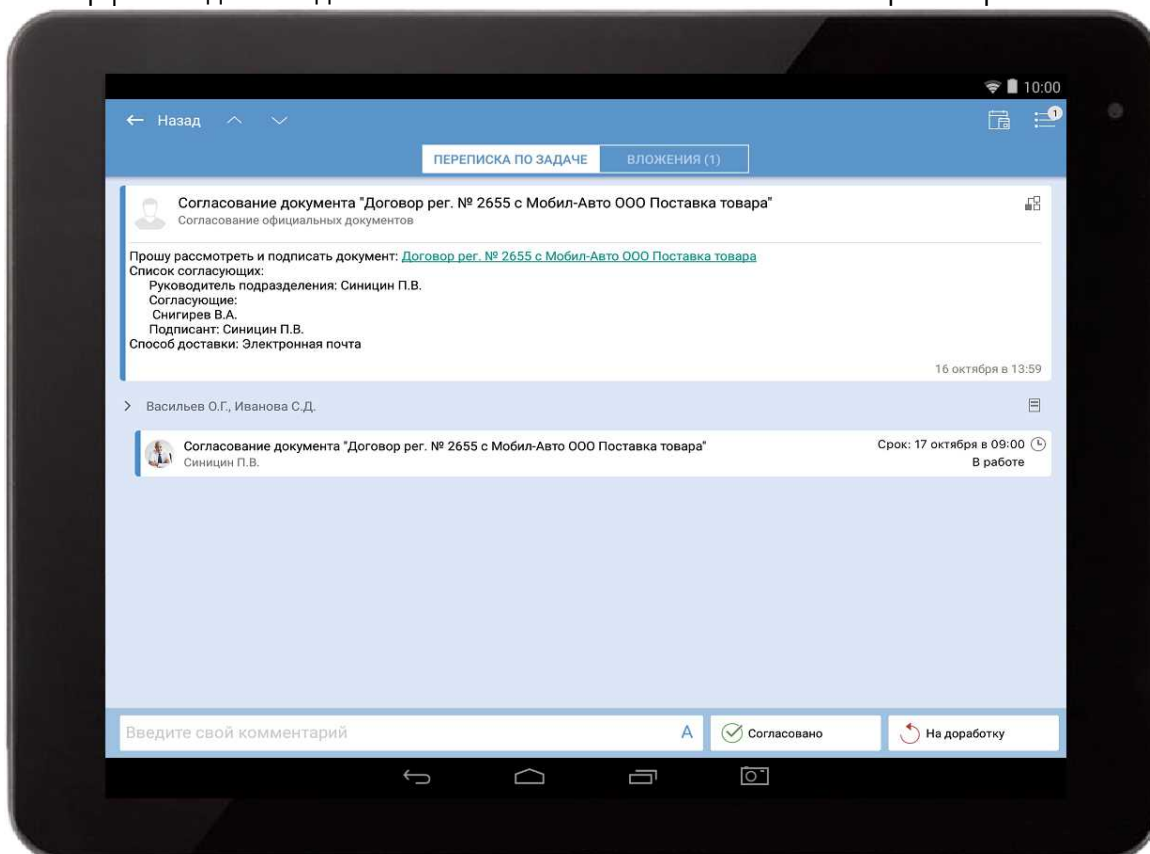 10:00
Назад
1
ПЕРЕПИСКА ПО ЗАДАЧЕ
ВЛОЖЕНИЯ (1)
Согласование документа "Договор рег. № 2655 с Мобил-Авто ООО Поставка товара"
Согласование официальных документов
Прошу рассмотреть и подписать документ: Договор рег. № 2655 с Мобил-Авто ООО Поставка товара
Список согласующих:
Руководитель подразделения: Синицин П.В.
Согласующие:
Снигирев В.А.
Подписант: Синицин П.В.
Способ доставки: Электронная почта
16 октября в 13:59
Васильев О.Г., Иванова С.Д.
Согласование документа "Договор рег. № 2655 с Мобил-Авто ООО Поставка товара"
Срок: 17 октября в 09:00
Синицин П.В.
В работе
Введите свой комментарий
А
Согласовано
На доработку